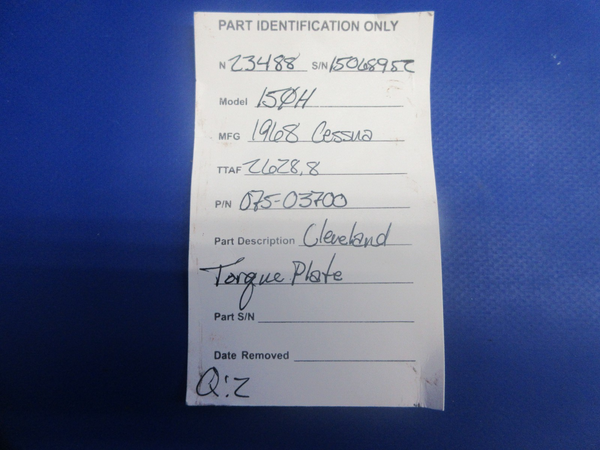 PART IDENTIFICATION ONLY
N 23488 S/N 15068952
Model 150H
MFG 1968 Cessna
TTAF 2628.8
P/N 075-03700
Part Description Cleveland
Torque Plate
Part S/N
Date Removed
Q:2